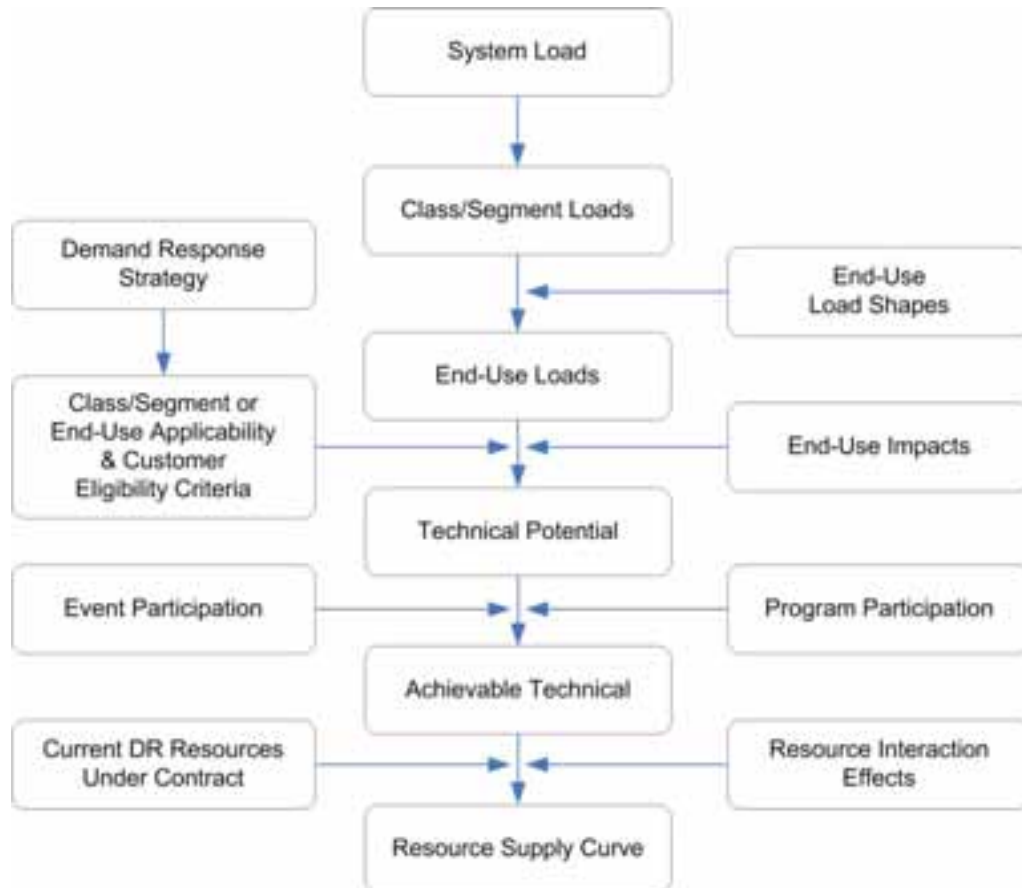 System Load
Class/Segment Loads
Demand Response
Strategy
End-Use
Load Shapes
End-Use Loads
Class/Segment or
End-Use Applicability
& Customer
Eligibility Criteria
End-Use Impacts
Technical Potential
Event Participation
Program Participation
Achievable Technical
Current DR Resources
Under Contract
Resource Interaction
Effects
Resource Supply Curve